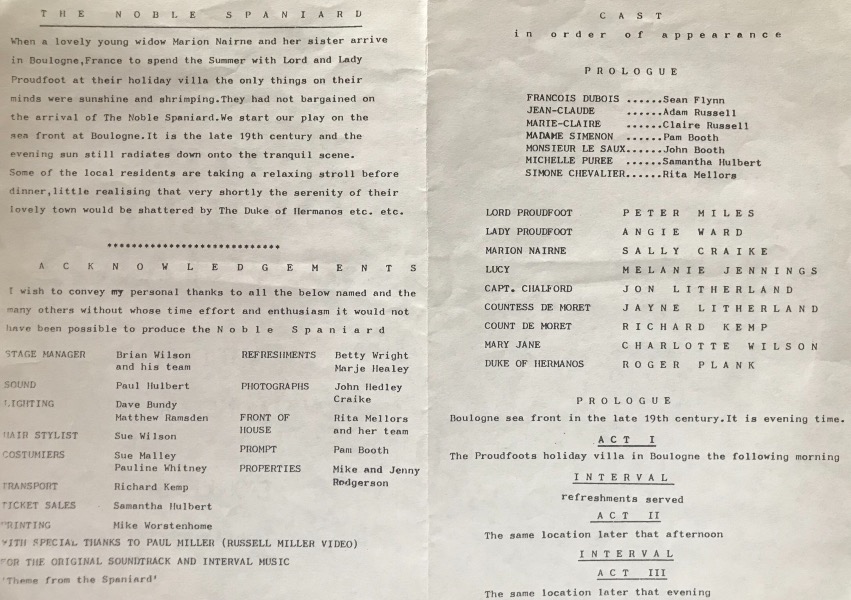 THE NOBLE SPANIARD
When a lovely young widow Marion Nairne and her sister arrive
in Boulogne,France to spend the Summer with Lord and Lady
Proudfoot at their holiday villa the only things on their
minds were sunshine and shrimping.They had not bargained on
the arrival of The Noble Spaniard.We start our play on the
sea front at Boulogne.It is the late 19th century and the
evening sun still radiates down onto the tranquil scene.
Some of the local residents are taking a relaxing stroll before
dinner,little realising that very shortly the serenity of their
lovely town would be shattered by The Duke of Hermanos etc. etc.
****************************
ACKNOWLEDGEMENTS
I wish to convey my personal thanks to all the below named and the
many others without whose time effort and enthusiasm it would not
have been possible to produce the Noble Spaniard
STAGE MANAGER Brian Wilson
and his team
SOUND Paul Hulbert
LIGHTING Dave Bundy
Matthew Ramsden
HAIR STYLIST Sue Wilson
COSTUMIERS Sue Malley
Pauline Whitney
TRANSPORT Richard Kemp
TICKET SALES Samantha Hulbert
PRINTING Mike Worstenhome
REFRESHMENTS Betty Wright
Marje Healey
PHOTOGRAPHS John Hedley
Craike
FRONT OF Rita Mellors
HOUSE and her team
PROMPT Pam Booth
PROPERTIES Mike and Jenny
Rodgerson
WITH SPECIAL THANKS TO PAUL MILLER (RUSSELL MILLER VIDEO)
FOR THE ORIGINAL SOUNDTRACK AND INTERVAL MUSIC
'Theme from the Spaniard'
CAST
in order of appearance
PROLOGUE
FRANCOIS DUBOIS ......Sean Flynn
JEAN-CLAUDE ......Adam Russell
MARIE-CLAIRE ......Claire Russell
MADAME SIMENON ......Pam Booth
MONSIEUR LE SAUX......John Booth
MICHELLE PUREE ......Samantha Hulbert
SIMONE CHEVALIER......Rita Mellors
LORD PROUDFOOT PETER MILES
LADY PROUDFOOT ANGIE WARD
MARION NAIRNE SALLY CRAIKE
LUCY MELANIE JENNINGS
CAPT. CHALFORD JON LITHERLAND
COUNTESS DE MORET JAYNE LITHERLAND
COUNT DE MORET RICHARD KEMP
MARY JANE CHARLOTTE WILSON
DUKE OF HERMANOS ROGER PLANK
PROLOGUE
Boulogne sea front in the late 19th century.It is evening time.
ACT I
The Proudfoots holiday villa in Boulogne the following morning
INTERVAL
refreshments served
ACT II
The same location later that afternoon
INTERVAL
ACT III
The same location later that evening